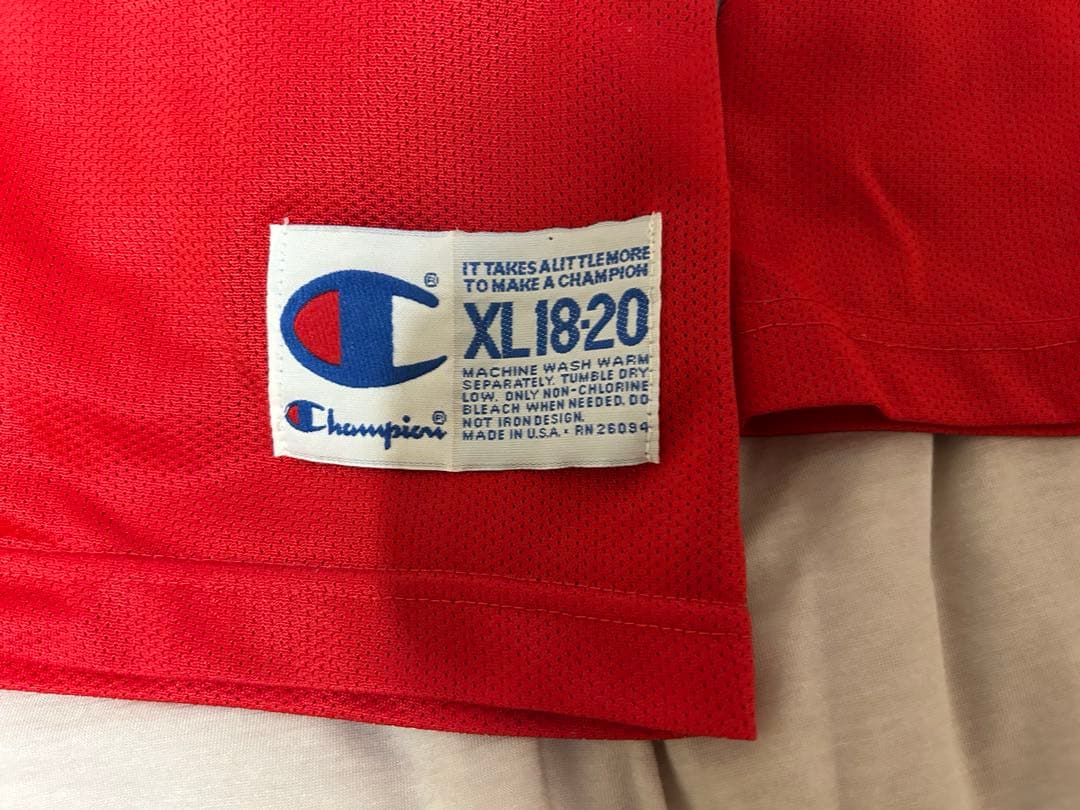 ®
Champion®
IT TAKES A LITTLE MORE
TO MAKE A CHAMPION
XL 18-20
MACHINE WASH WARM
SEPARATELY. TUMBLE DRY
LOW. ONLY NON-CHLORINE
BLEACH WHEN NEEDED. DO
NOT IRON DESIGN.
MADE IN U.S.A. • RN 26094